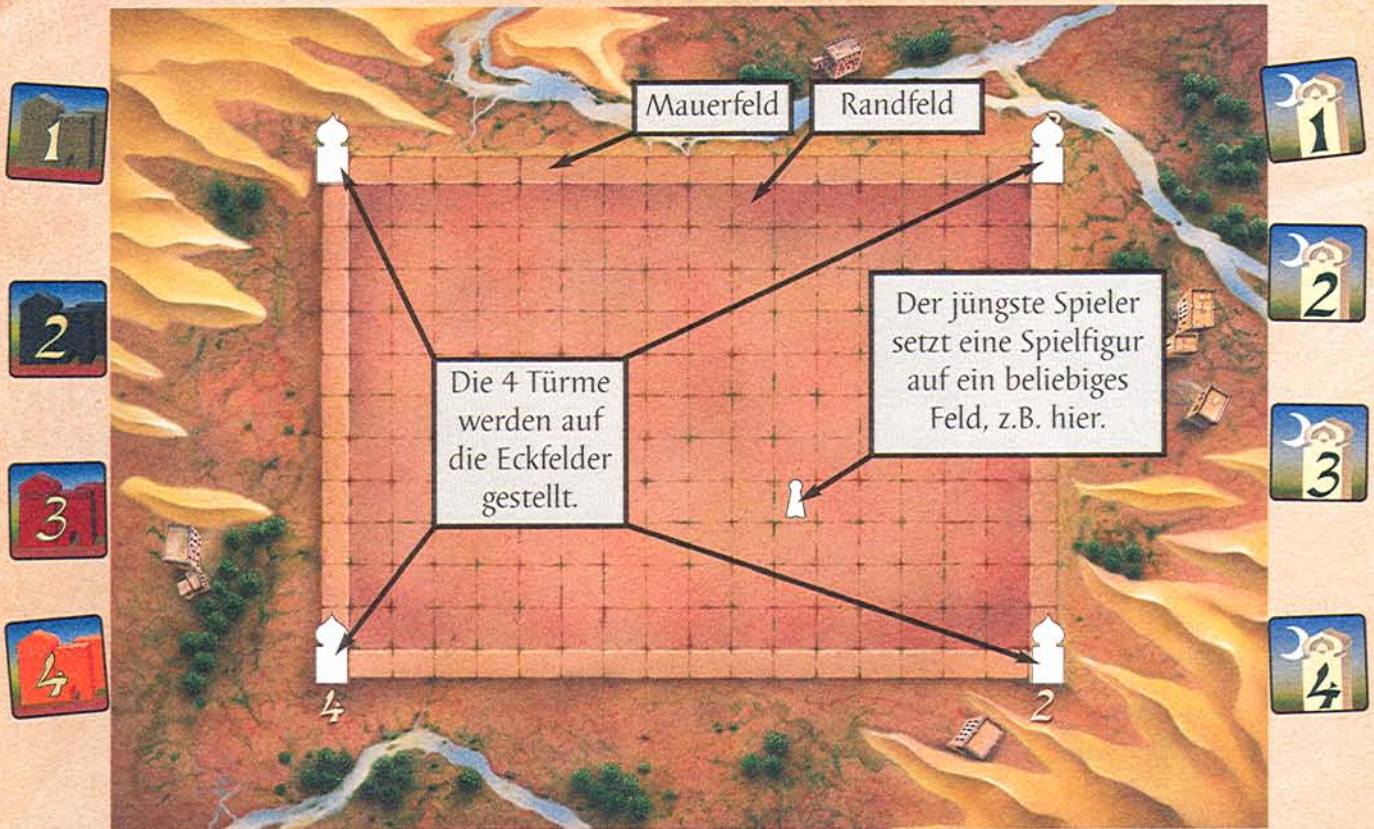 Mauerfeld
Randfeld
1
1
2
2
Der jüngste Spieler
setzt eine Spielfigur
auf ein beliebiges
Feld, z.B. hier.
Die 4 Türme
werden auf
die Eckfelder
gestellt.
3
3
4
4
4
2